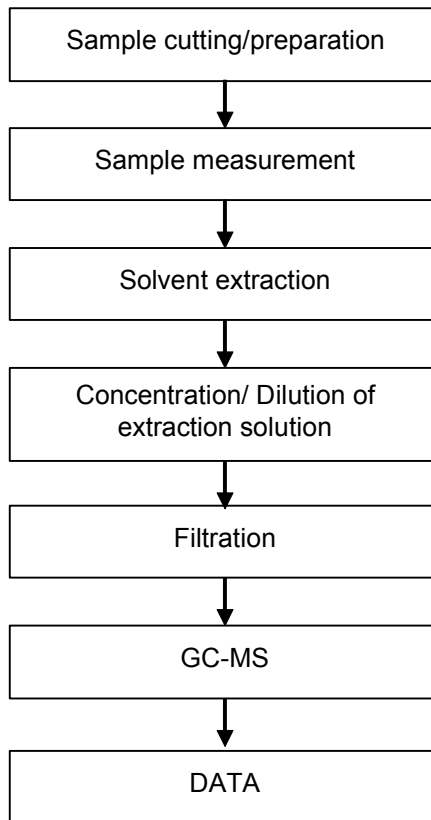 Sample cutting/preparation
Sample measurement
Solvent extraction
Concentration/ Dilution of
extraction solution
Filtration
GC-MS
DATA